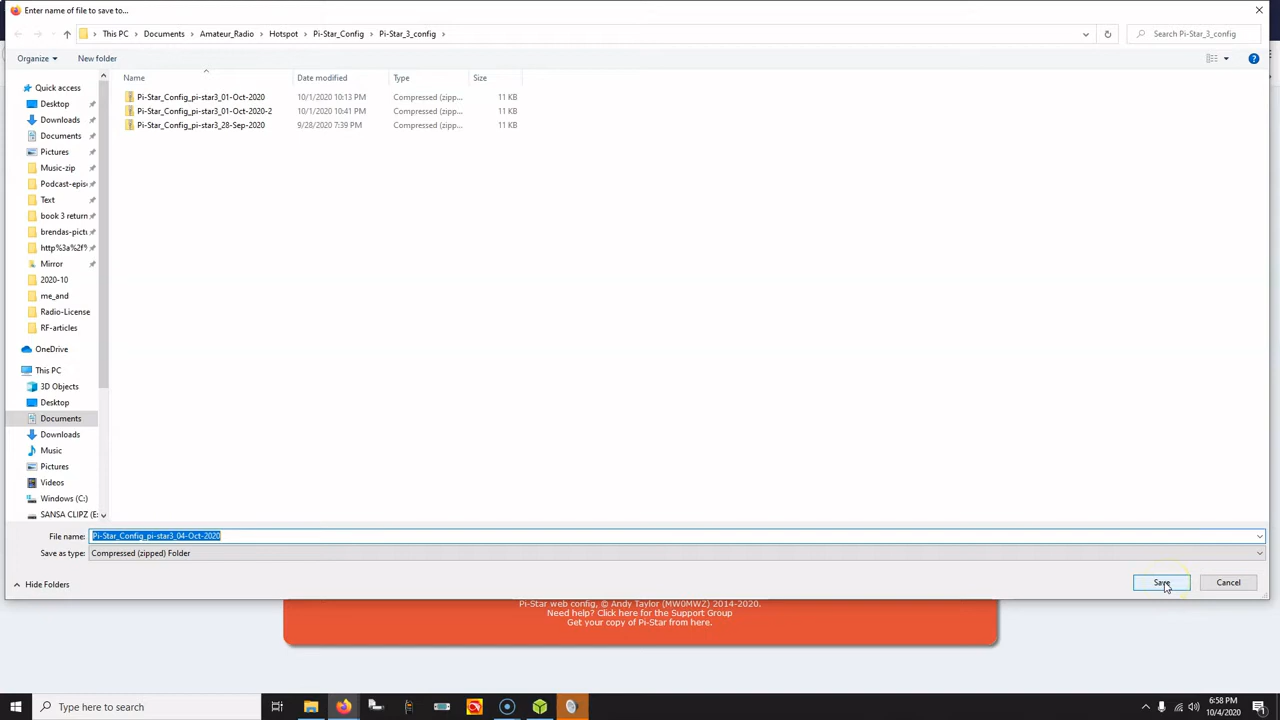 Enter name of file to save to...
This PC > Documents > Amateur_Radio > Hotspot > Pi-Star_Config > Pi-Star_3_config >
Search Pi-Star_3_config
Organize
New folder
Name Date modified Type Size
Pi-Star_Config_pi-star3_01-Oct-2020 10/1/2020 10:13 PM Compressed (zipp... 11 KB
Pi-Star_Config_pi-star3_01-Oct-2020-2 10/1/2020 10:41 PM Compressed (zipp... 11 KB
Pi-Star_Config_pi-star3_28-Sep-2020 9/28/2020 7:39 PM Compressed (zipp... 11 KB
Quick access
Desktop
Downloads
Documents
Pictures
Music-zip
Podcast-epis
Text
book 3 return
brendas-pictu
http%3a%2f%
Mirror
2020-10
me_and
Radio-License
RF-articles
OneDrive
This PC
3D Objects
Desktop
Documents
Downloads
Music
Pictures
Videos
Windows (C:)
SANSA CLIPZ (E:
File name: Pi-Star_Config_pi-star3_04-Oct-2020
Save as type: Compressed (zipped) Folder
Hide Folders
Save
Cancel
Pi-Star web config, © Andy Taylor (MW0MWZ) 2014-2020.
Need help? Click here for the Support Group
Get your copy of Pi-Star from here.
Type here to search
6:58 PM
10/4/2020